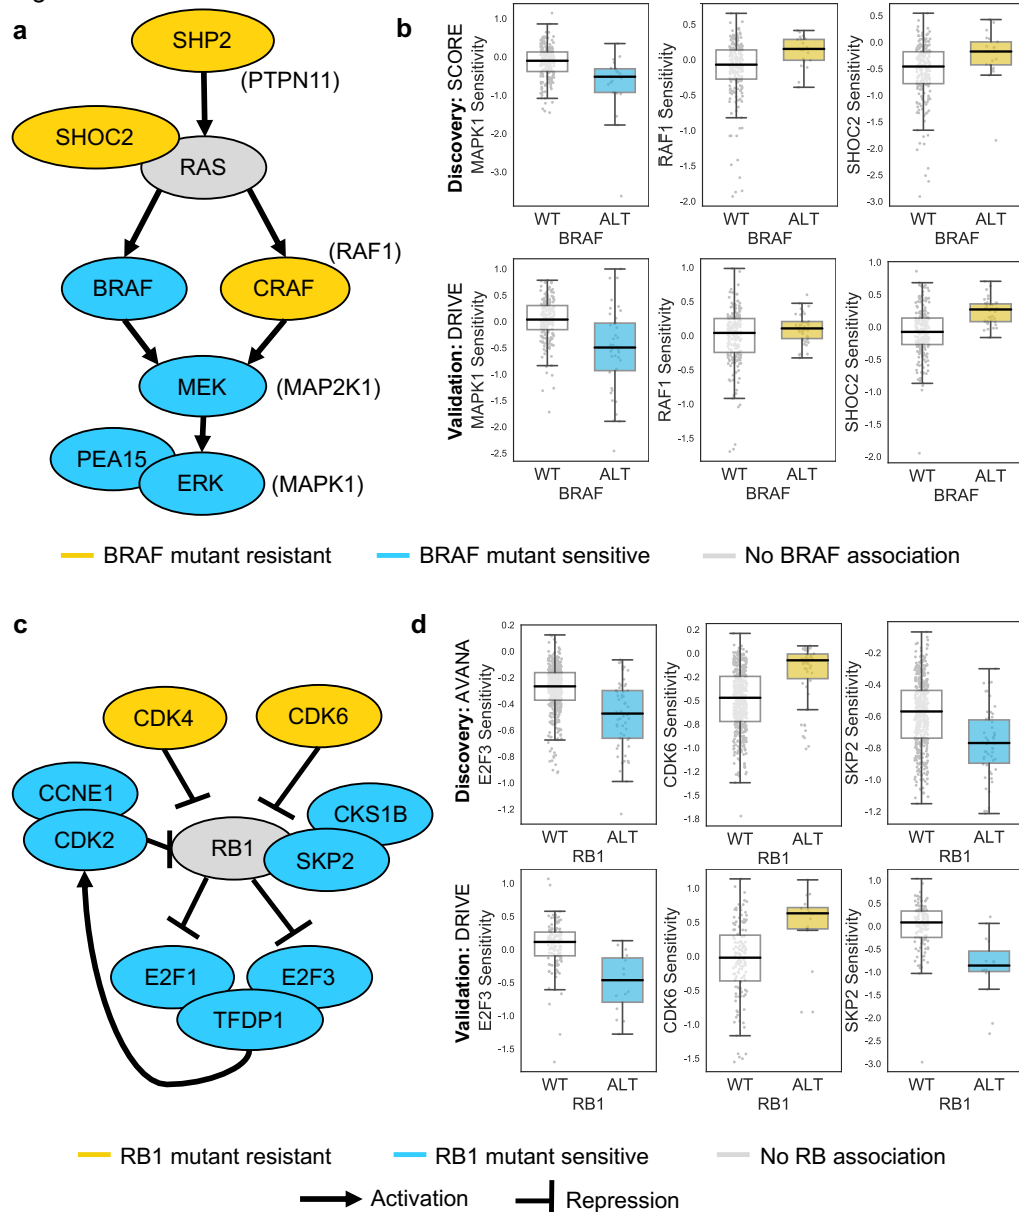 a
SHP2
(PTPN11)
SHOC2
RAS
(RAF1)
BRAF
CRAF
MEK
(MAP2K1)
PEA15
ERK
(MAPK1)
b
Discovery: SCORE
MAPK1 Sensitivity
1.0
0.0
-1.0
-2.0
-3.0
WT
ALT
BRAF
RAF1 Sensitivity
0.5
0.0
-0.5
-1.0
-1.5
-2.0
WT
ALT
BRAF
SHOC2 Sensitivity
0.5
0.0
-0.5
-1.0
-1.5
-2.0
-2.5
-3.0
WT
ALT
BRAF
Validation: DRIVE
MAPK1 Sensitivity
1.0
0.5
0.0
-0.5
-1.0
-1.5
-2.0
-2.5
WT
ALT
BRAF
RAF1 Sensitivity
1.0
0.5
0.0
-0.5
-1.0
-1.5
WT
ALT
BRAF
SHOC2 Sensitivity
1.0
0.5
0.0
-0.5
-1.0
-1.5
-2.0
WT
ALT
BRAF
BRAF mutant resistant
BRAF mutant sensitive
No BRAF association
c
CDK4
CDK6
CCNE1
CDK2
RB1
CKS1B
SKP2
E2F1
E2F3
TFDP1
d
Discovery: AVANA
E2F3 Sensitivity
0.2
0.0
-0.2
-0.4
-0.6
-0.8
-1.0
-1.2
WT
ALT
RB1
CDK6 Sensitivity
0.2
0.0
-0.2
-0.5
-0.8
-1.0
-1.2
-1.5
-1.8
WT
ALT
RB1
SKP2 Sensitivity
-0.2
-0.4
-0.6
-0.8
-1.0
-1.2
WT
ALT
RB1
Validation: DRIVE
E2F3 Sensitivity
1.0
0.5
0.0
-0.5
-1.0
-1.5
WT
ALT
RB1
CDK6 Sensitivity
1.0
0.5
0.0
-0.5
-1.0
-1.5
WT
ALT
RB1
SKP2 Sensitivity
1.0
0.5
0.0
-0.5
-1.0
-1.5
-2.0
-2.5
-3.0
WT
ALT
RB1
RB1 mutant resistant
RB1 mutant sensitive
No RB association
Activation
Repression